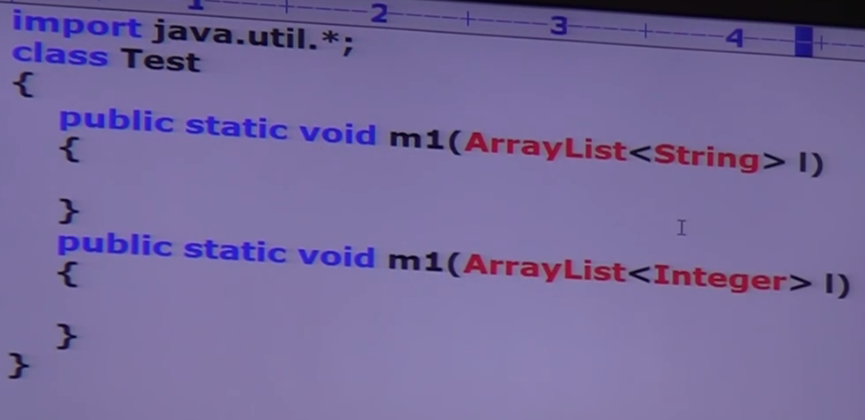 1 2 3 4
import java.util.*;
class Test
{
public static void m1(ArrayList<String> l)
{
}
public static void m1(ArrayList<Integer> l)
{
}
}